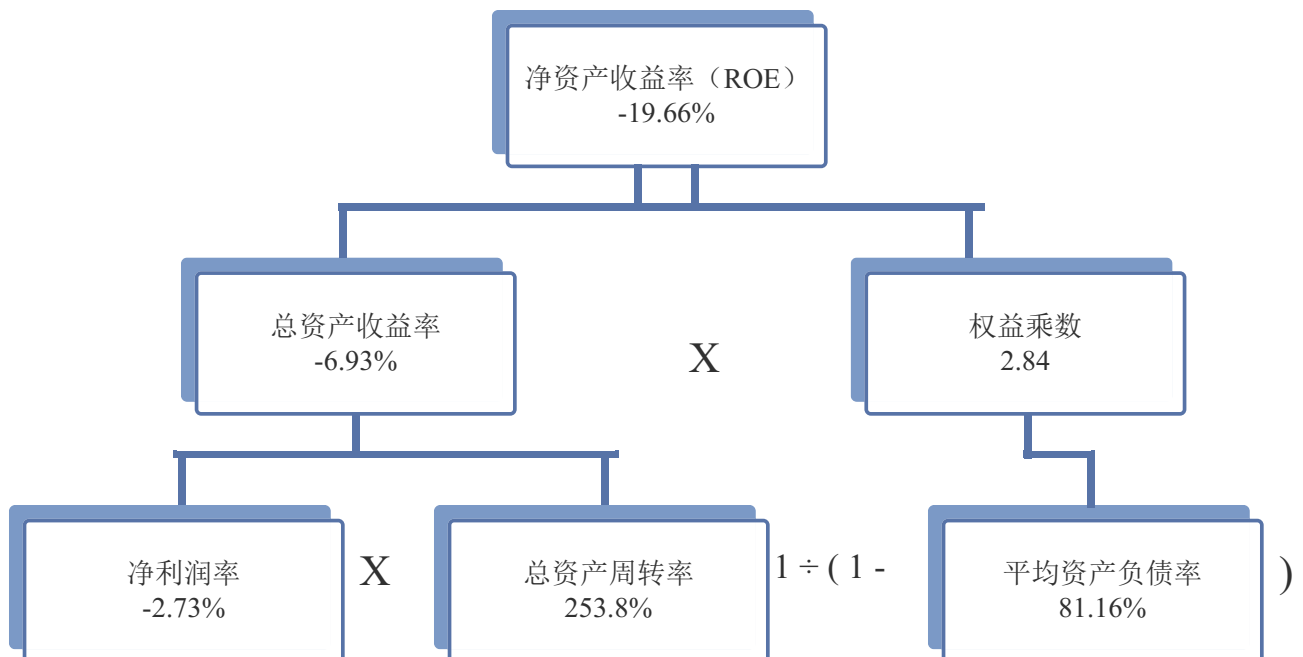 净资产收益率（ROE）
-19.66%
总资产收益率
-6.93%
X
权益乘数
2.84
净利润率
-2.73%
X
总资产周转率
253.8%
1 ÷ ( 1 -
平均资产负债率
81.16%
)